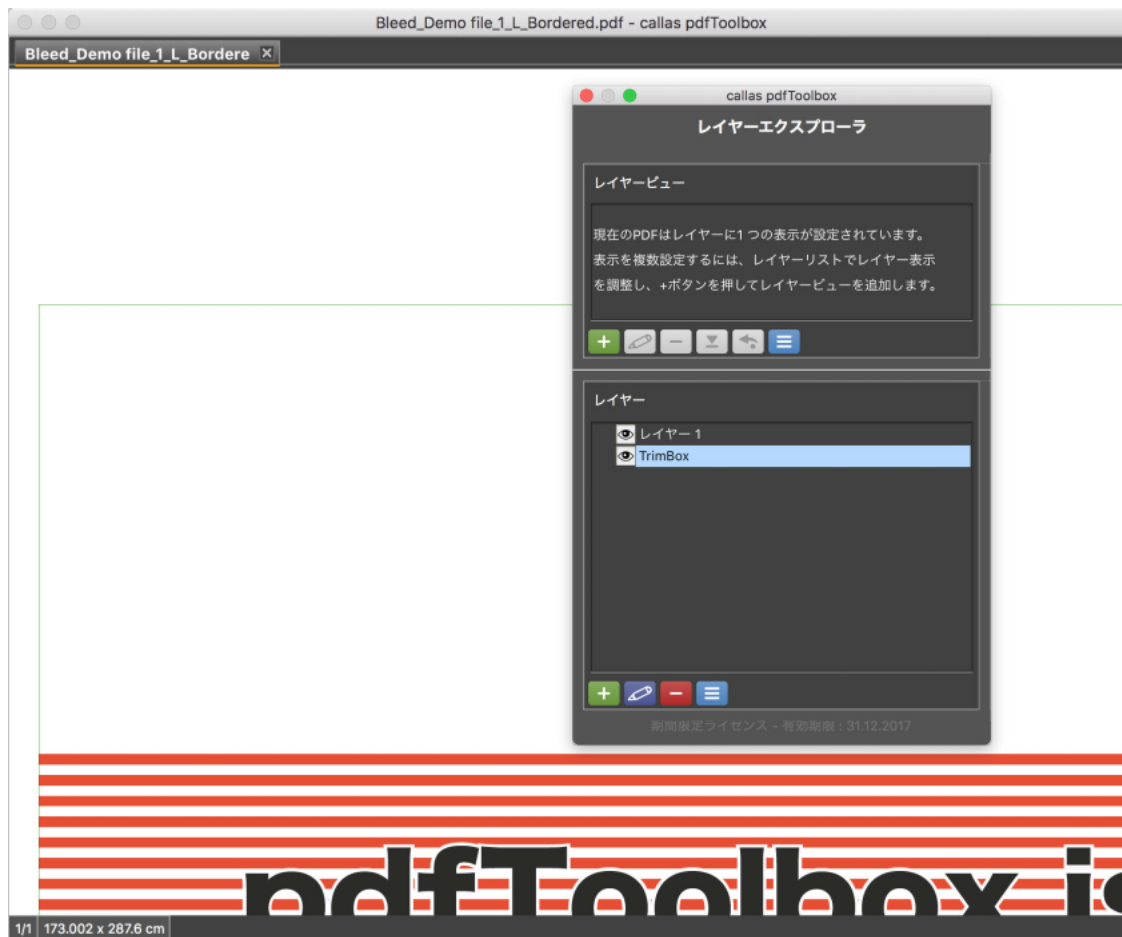 Bleed_Demo file_1_L_Bordered.pdf - callas pdfToolbox
Bleed_Demo file_1_L_Bordere
callas pdfToolbox
レイヤーエクスプローラ
レイヤービュー
現在のPDFはレイヤーに1 つの表示が設定されています。
表示を複数設定するには、レイヤーリストでレイヤー表示
を調整し、+ボタンを押してレイヤービューを追加します。
レイヤー
レイヤー 1
TrimBox
期間限定ライセンス - 有効期限 : 31.12.2017
pdfToolbox is
1/1 173.002 x 287.6 cm